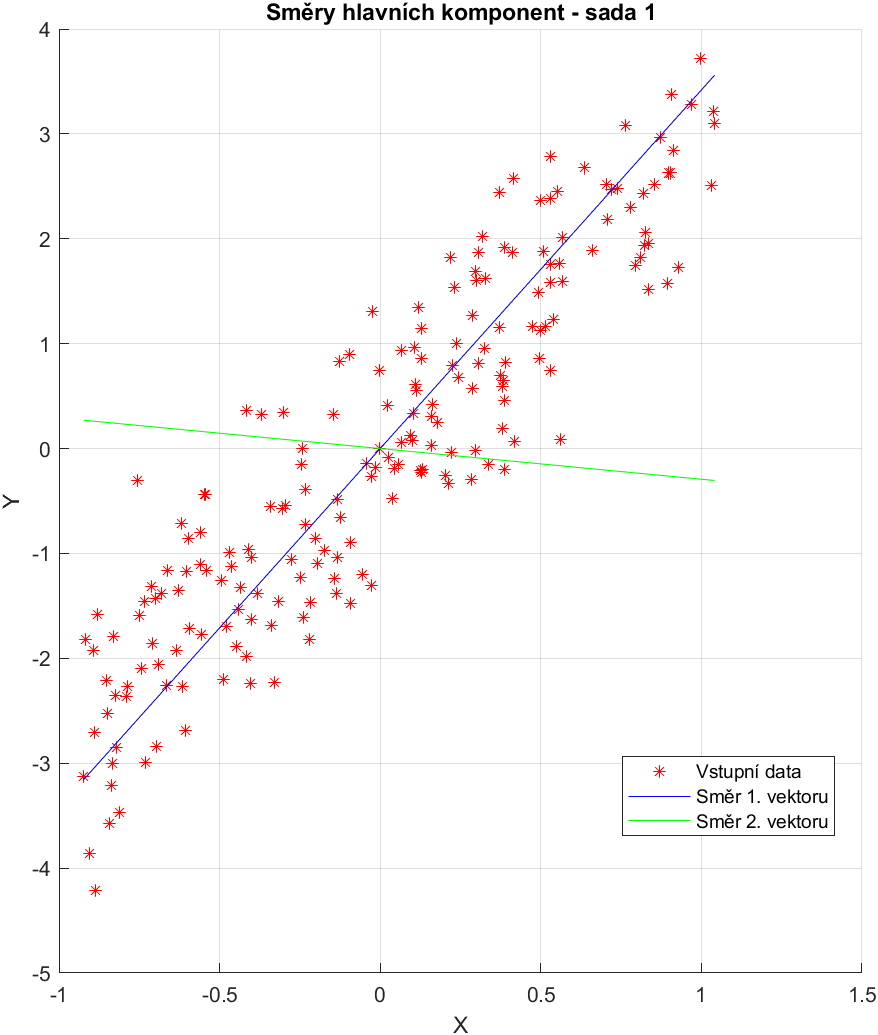 Směry hlavních komponent - sada 1
4
3
2
1
0
-1
-2
-3
-4
-5
Y
Vstupní data
Směr 1. vektoru
Směr 2. vektoru
-1
-0.5
0
0.5
1
1.5
X